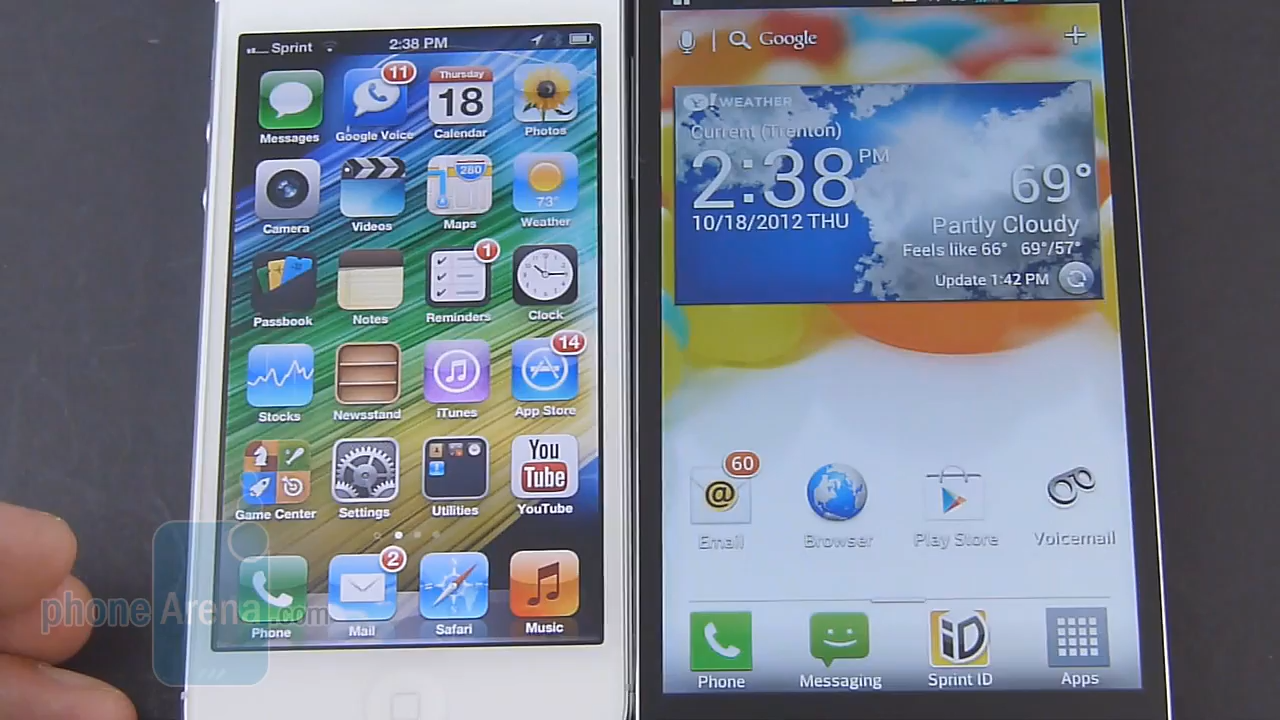 Sprint 2:38 PM
Messages
11
Google Voice
Thursday
18
Calendar
Photos
Camera
Videos
280
Maps
73°
Weather
Passbook
Notes
1
Reminders
Clock
Stocks
Newsstand
iTunes
14
App Store
Game Center
Settings
Utilities
You
Tube
YouTube
Phone
2
Mail
Safari
Music
phoneArena.com
Google
Y! WEATHER
Current (Trenton)
2:38 PM
10/18/2012 THU
69°
Partly Cloudy
Feels like 66° 69°/57°
Update 1:42 PM
60
@
Email
Browser
Play Store
Voicemail
Phone
Messaging
iD
Sprint ID
Apps